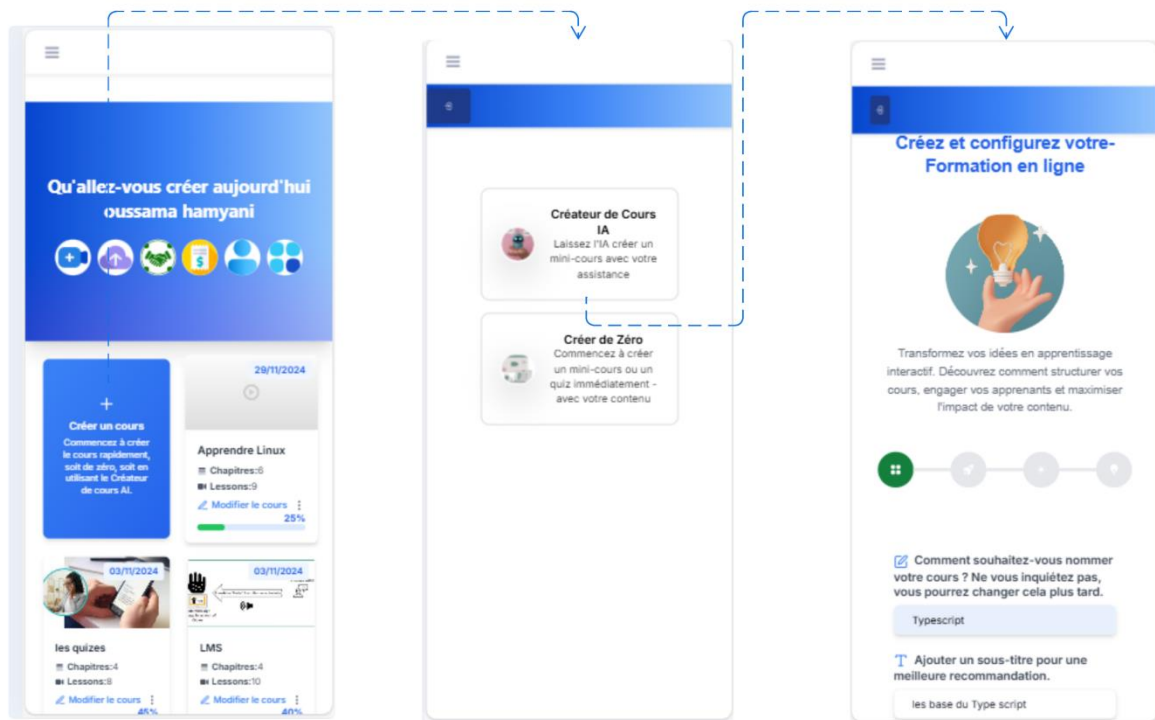 Qu'allez-vous créer aujourd'hui
oussama hamyani
+
Créer un cours
Commencez à créer
le cours rapidement,
soit de zéro, soit en
utilisant le Créateur
de cours AI.
29/11/2024
Apprendre Linux
Chapitres:6
Lessons:9
Modifier le cours
25%
03/11/2024
les quizes
Chapitres:4
Lessons:8
Modifier le cours
45%
03/11/2024
LMS
Chapitres:4
Lessons:10
Modifier le cours
40%
Créateur de Cours
IA
Laissez l'IA créer un
mini-cours avec votre
assistance
Créer de Zéro
Commencez à créer
un mini-cours ou un
quiz immédiatement -
avec votre contenu
Créez et configurez votre-
Formation en ligne
Transformez vos idées en apprentissage
interactif. Découvrez comment structurer vos
cours, engager vos apprenants et maximiser
l'impact de votre contenu.
Comment souhaitez-vous nommer
votre cours ? Ne vous inquiétez pas,
vous pourrez changer cela plus tard.
Typescript
Ajouter un sous-titre pour une
meilleure recommandation.
les base du Type script